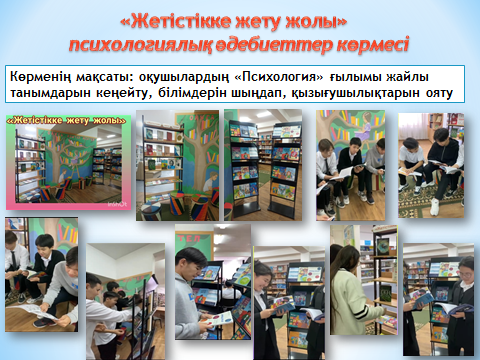 «Жетістікке жету жолы»
психологиялық әдебиеттер көрмесі
Көрменің мақсаты: оқушылардың «Психология» ғылымы жайлы
танымдарын кеңейту, білімдерін шыңдап, қызығушылықтарын ояту
«Жетістікке жету жолы»
InShOt